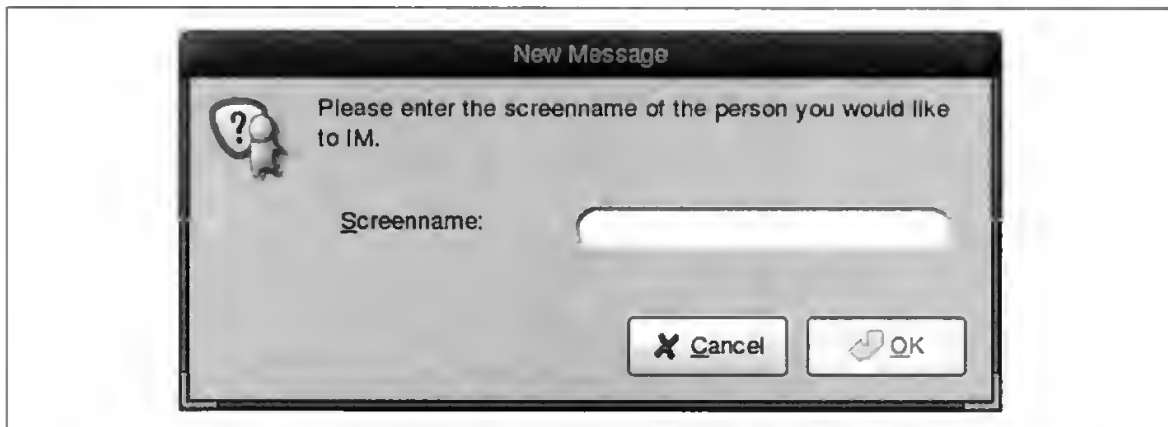 New Message
?
Please enter the screenname of the person you would like
to IM.
Screenname:
Cancel
OK